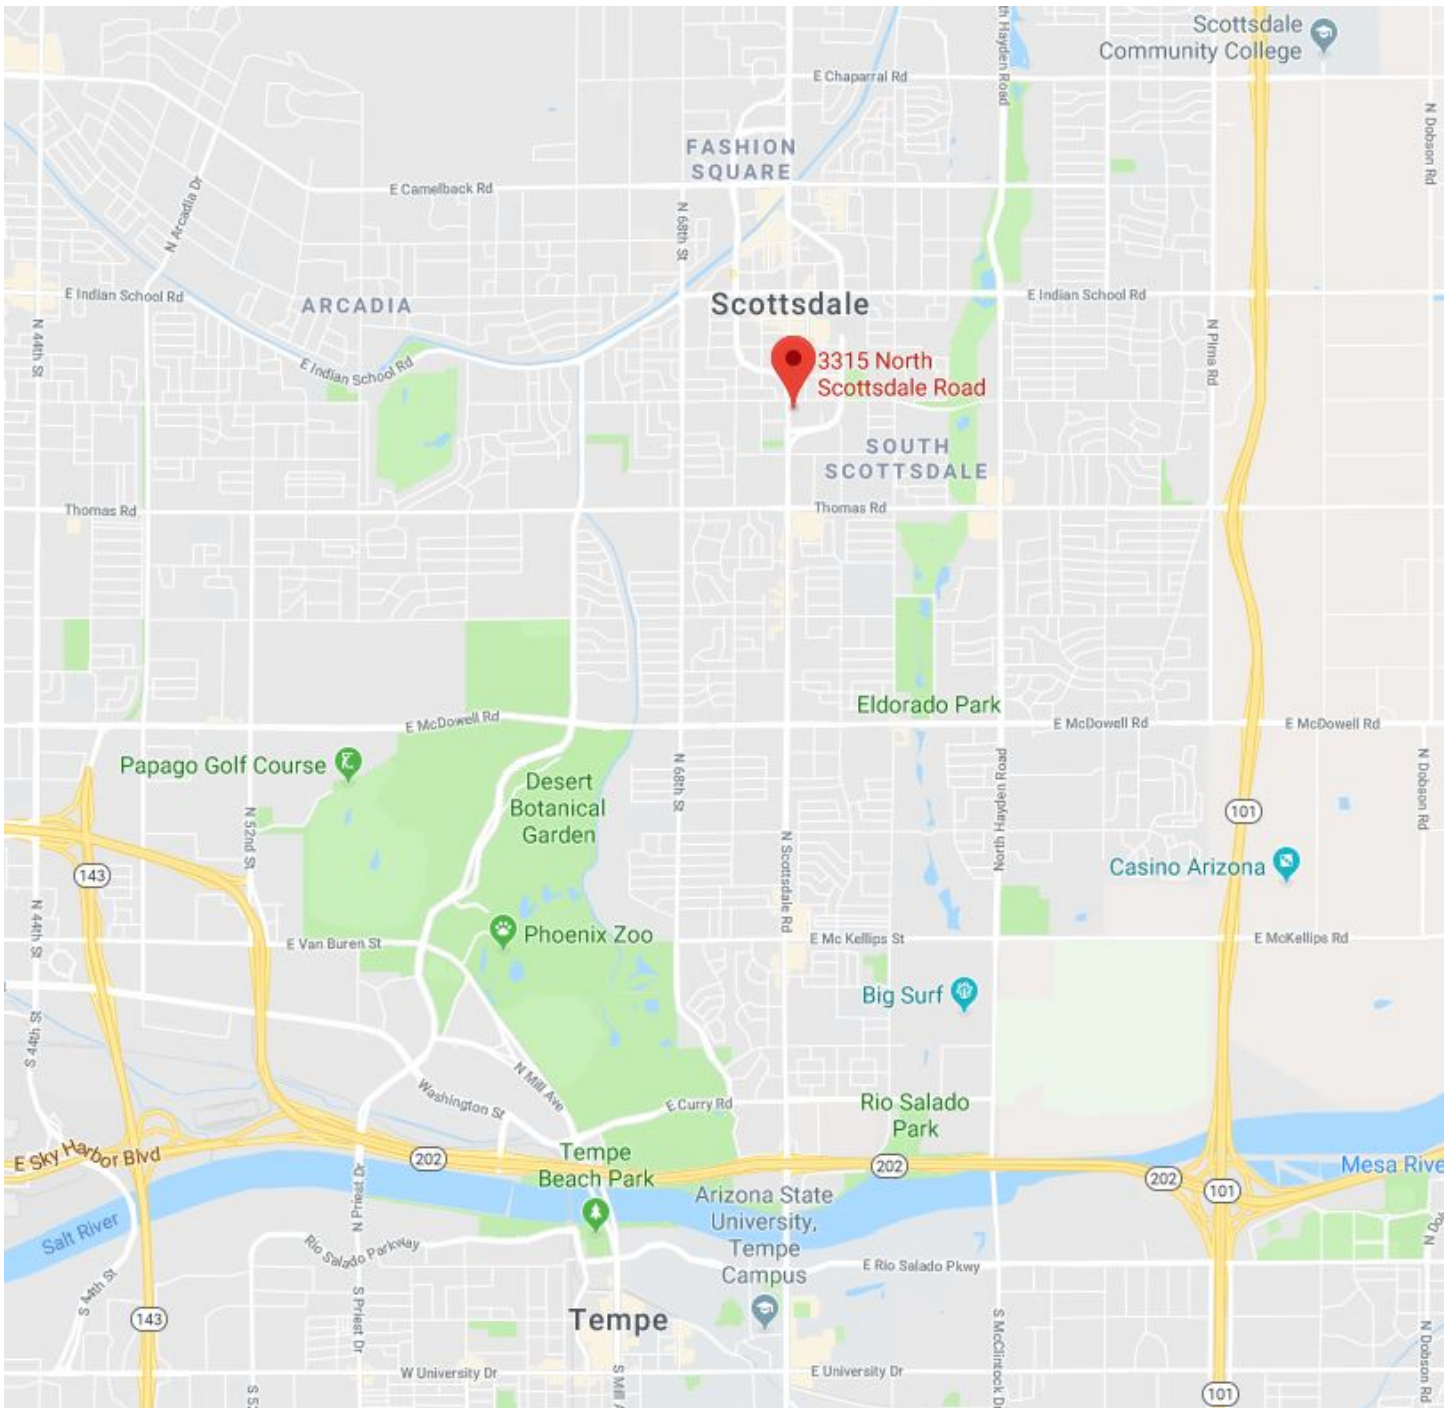 Scottsdale
Community College
E Chaparral Rd
th Hayden Road
N Dobson Rd
FASHION
SQUARE
E Camelback Rd
N Arcadia Dr
N 68th St
E Indian School Rd
ARCADIA
Scottsdale
E Indian School Rd
N 44th St
E Indian School Rd
3315 North
Scottsdale Road
N Pima Rd
SOUTH
SCOTTSDALE
Thomas Rd
Thomas Rd
Eldorado Park
E McDowell Rd
E McDowell Rd
E McDowell Rd
Papago Golf Course
Desert
Botanical
Garden
N 68th St
North Hayden Road
N Dobson Rd
N 52nd St
N Scottsdale Rd
101
143
Casino Arizona
N 44th St
E Van Buren St
Phoenix Zoo
E Mc Kellips St
E McKellips Rd
Big Surf
S 44th St
N Mill Ave
Washington St
E Curry Rd
Rio Salado
Park
E Sky Harbor Blvd
202
Tempe
Beach Park
202
202
101
Mesa Rive
N Priest Dr
Arizona State
University,
Tempe
Campus
Salt River
Rio Salado Parkway
E Rio Salado Pkwy
N Do
S 44th St
143
S Priest Dr
Tempe
S McClintock D
N Dobson Rd
W University Dr
S Mill A
E University Dr
S 5
101